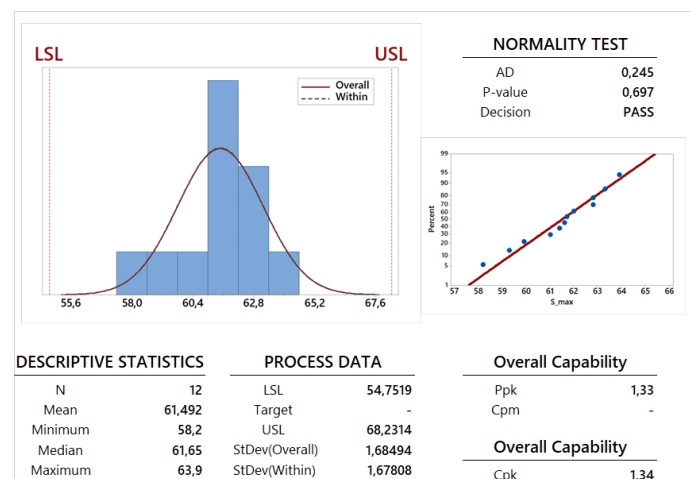 LSL
USL
Overall
Within
55,6 58,0 60,4 62,8 65,2 67,6
NORMALITY TEST
AD 0,245
P-value 0,697
Decision PASS
99
95
90
80
70
60
50
40
30
20
10
5
1
Percent
57 58 59 60 61 62 63 64 65 66
S_max
DESCRIPTIVE STATISTICS
N 12
Mean 61,492
Minimum 58,2
Median 61,65
Maximum 63,9
PROCESS DATA
LSL 54,7519
Target -
USL 68,2314
StDev(Overall) 1,68494
StDev(Within) 1,67808
Overall Capability
Ppk 1,33
Cpm -
Overall Capability
Cpk 1,34